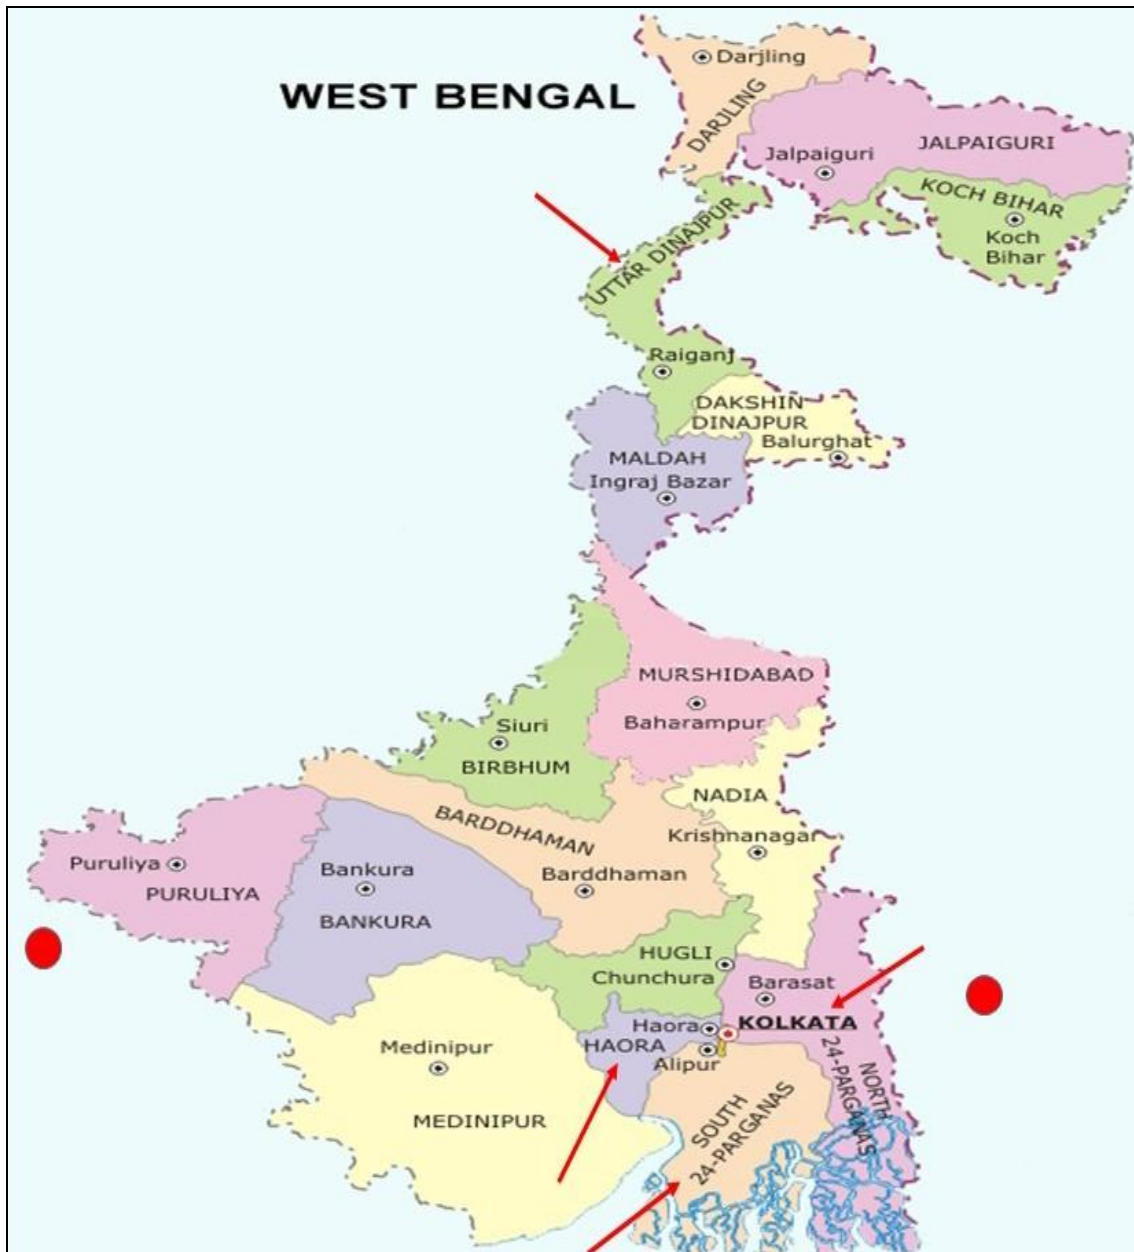 WEST BENGAL
Darjling
DARJLING
JALPAIGURI
Jalpaiguri
KOCH BIHAR
Koch
Bihar
UTTAR DINAJPUR
Raiganj
DAKSHIN
DINAJPUR
Balurghat
MALDAH
Ingraj Bazar
MURSHIDABAD
Baharampur
Siuri
BIRBHUM
NADIA
Krishnanagar
BARDDHAMAN
Barddhaman
Puruliya
PURULIYA
Bankura
BANKURA
HUGLI
Chunchura
Barasat
KOLKATA
Haora
HAORA
Alipur
NORTH
24-PARGANAS
Medinipur
MEDINIPUR
SOUTH
24-PARGANAS